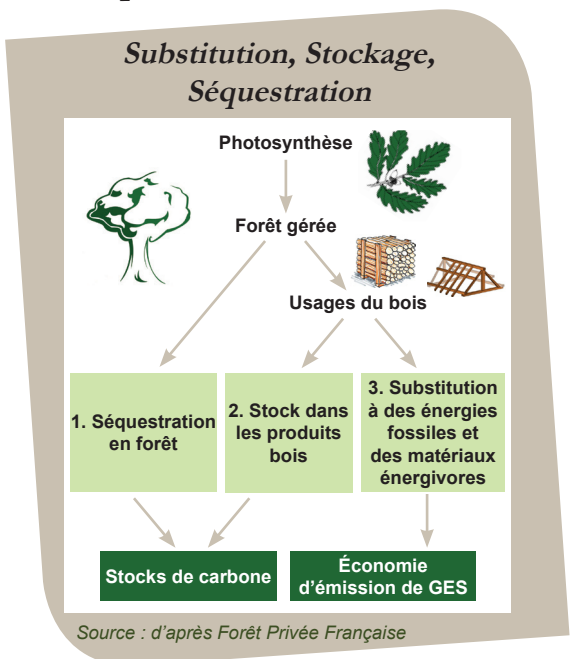 Substitution, Stockage,
Séquestration
Photosynthèse
Forêt gérée
Usages du bois
1. Séquestration
en forêt
2. Stock dans
les produits
bois
3. Substitution
à des énergies
fossiles et
des matériaux
énergivores
Stocks de carbone
Économie
d'émission de GES
Source : d'après Forêt Privée Française